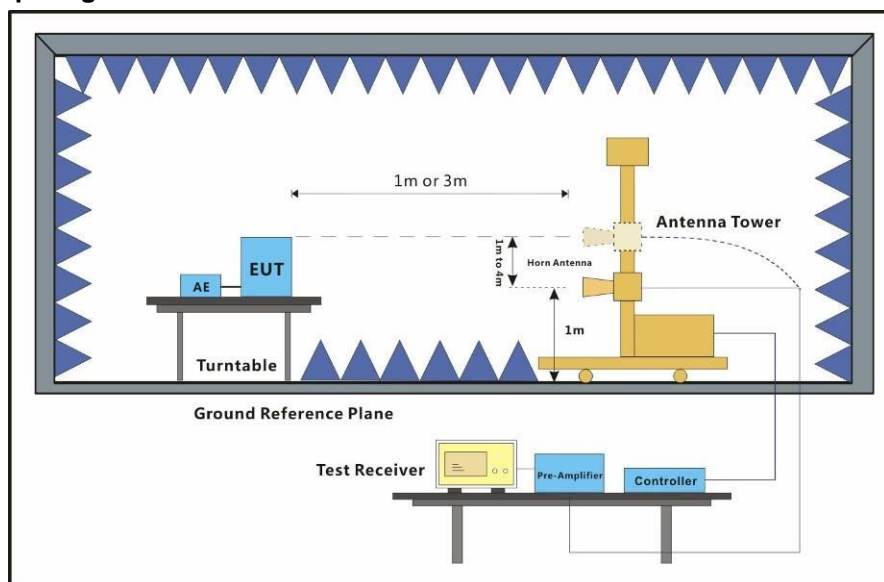 1m or 3m
Antenna Tower
1m to 4m
Horn Antenna
EUT
AE
1m
Turntable
Ground Reference Plane
Test Receiver
Pre-Amplifier
Controller